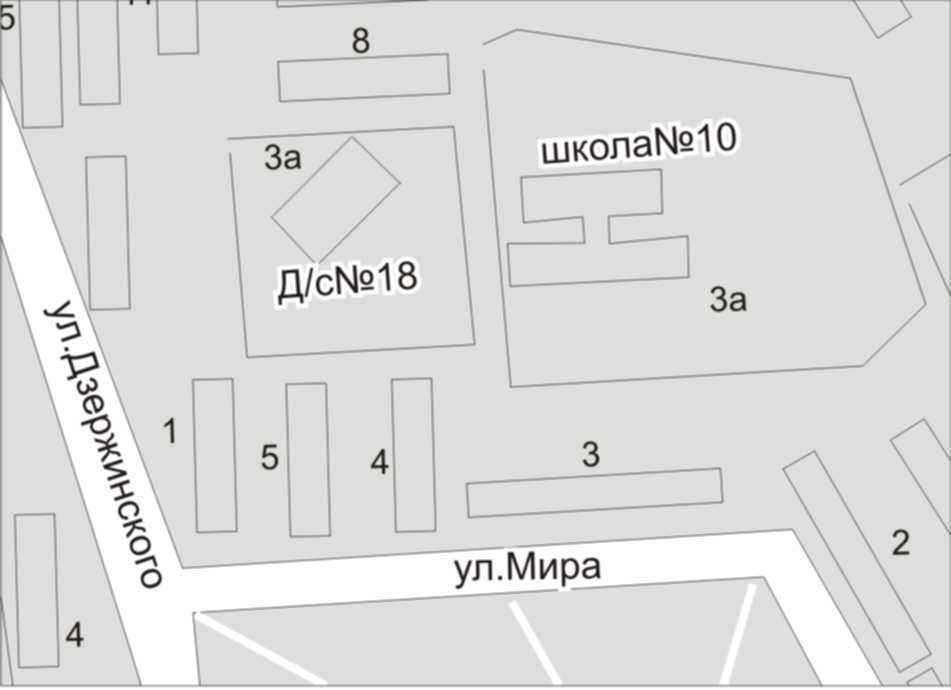 5
8
3а
школа№10
Д/с№18
3а
ул.Дзержинского
1
5
4
3
2
ул.Мира
4